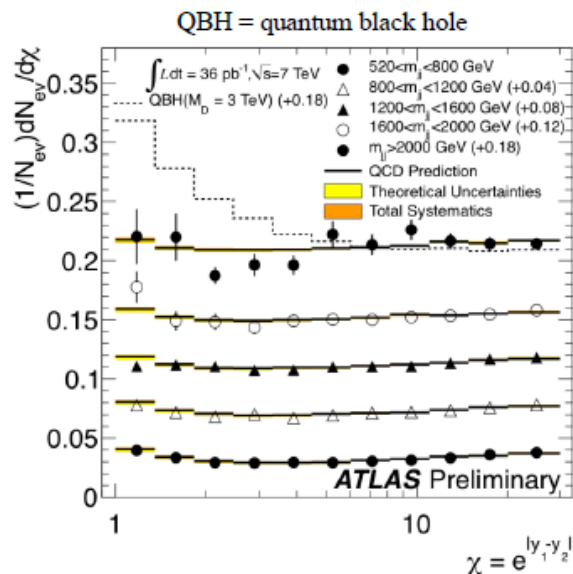 QBH = quantum black hole
(1/N_ev)dN_ev/dχ
0.35
0.3
0.25
0.2
0.15
0.1
0.05
0
∫Ldt = 36 pb⁻¹,√s=7 TeV
QBH(M_D = 3 TeV) (+0.18)
520<m_jj<800 GeV
800<m_jj<1200 GeV (+0.04)
1200<m_jj<1600 GeV (+0.08)
1600<m_jj<2000 GeV (+0.12)
m_jj>2000 GeV (+0.18)
QCD Prediction
Theoretical Uncertainties
Total Systematics
ATLAS Preliminary
1
10
χ = e^|y₁-y₂|